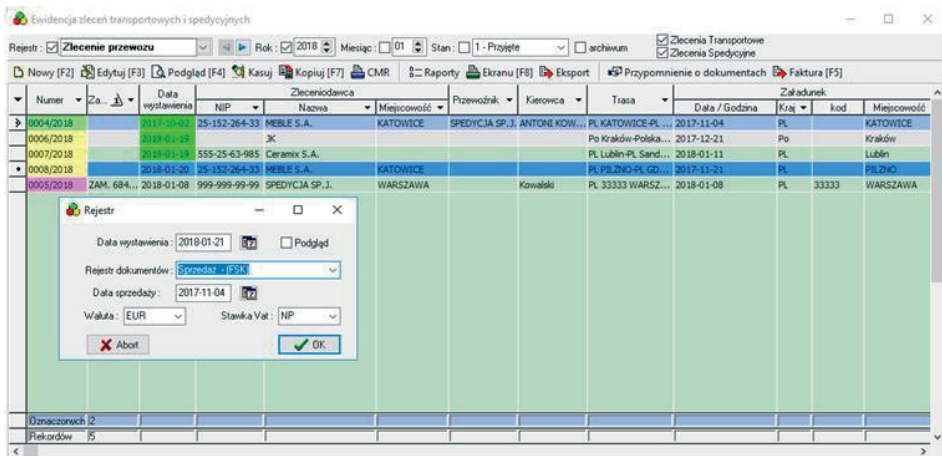 Ewidencja zleceń transportowych i spedycyjnych
Rejestr : Zlecenie przewozu Rok : 2018 Miesiąc : 01 Stan : 1 - Przyjęte archiwum Zlecenia Transportowe
Zlecenia Spedycyjne
Nowy [F2] Edytuj [F3] Podgląd [F4] Kasuj Kopiuj [F7] CMR Raporty Ekranu [F8] Eksport Przypomnienie o dokumentach Faktura [F5]
Numer Za... Data wystawienia Zleceniodawca Przewoźnik Kierowca Trasa Załadunek
NIP Nazwa Miejscowość Data / Godzina Kraj kod Miejscowość
0004/2018 2017-10-02 25-152-264-33 MEBLE S.A. KATOWICE SPEDYCJA SP.J. ANTONI KOW... PL KATOWICE-PL ... 2017-11-04 PL KATOWICE
0006/2018 2018-01-19 JK Po Kraków-Polska... 2017-12-21 Po Kraków
0007/2018 2018-01-19 555-25-63-985 Ceramix S.A. PL Lublin-PL Sand... 2018-01-11 PL Lublin
0008/2018 2018-01-20 25-152-264-33 MEBLE S.A. KATOWICE PL PILZNO-PL GD... 2017-11-21 PL PILZNO
0005/2018 ZAM. 684... 2018-01-08 999-999-99-99 SPEDYCJA SP.J. WARSZAWA Kowalski PL 33333 WARSZ... 2018-01-08 PL 33333 WARSZAWA
Rejestr
Data wystawienia : 2018-01-21 Podgląd
Rejestr dokumentów : Sprzedaż - (FSK)
Data sprzedaży : 2017-11-04
Waluta : EUR Stawka Vat : NP
Abort OK
Oznaczonych 2
Rekordów 5